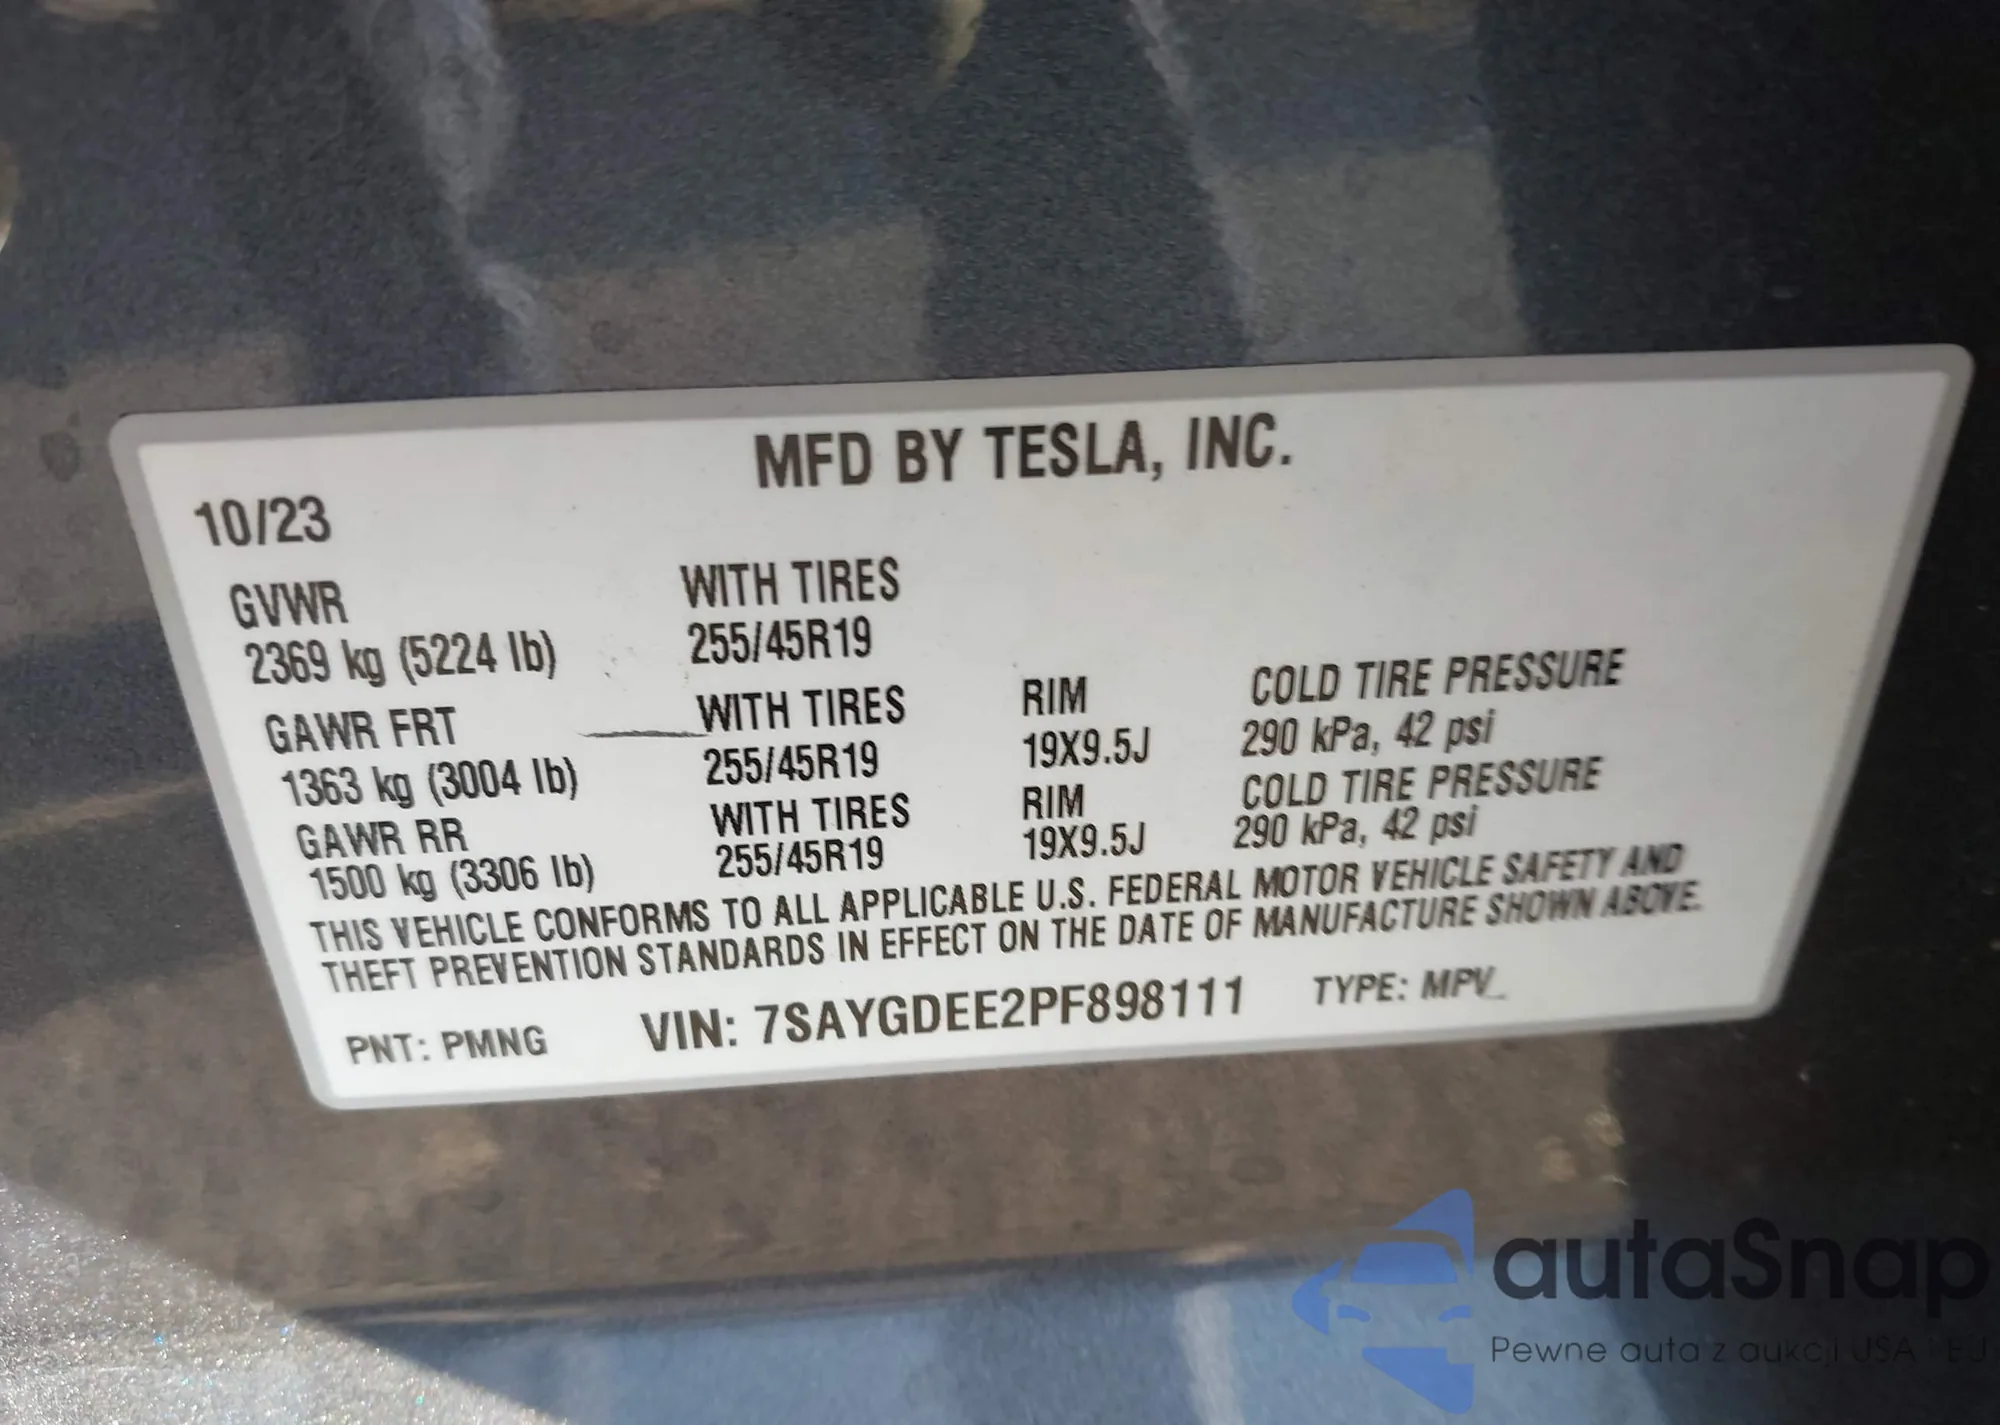 MFD BY TESLA, INC.
10/23
GVWR WITH TIRES
2369 kg (5224 lb) 255/45R19
GAWR FRT WITH TIRES RIM COLD TIRE PRESSURE
1363 kg (3004 lb) 255/45R19 19X9.5J 290 kPa, 42 psi
GAWR RR WITH TIRES RIM COLD TIRE PRESSURE
1500 kg (3306 lb) 255/45R19 19X9.5J 290 kPa, 42 psi
THIS VEHICLE CONFORMS TO ALL APPLICABLE U.S. FEDERAL MOTOR VEHICLE SAFETY AND
THEFT PREVENTION STANDARDS IN EFFECT ON THE DATE OF MANUFACTURE SHOWN ABOVE.
PNT: PMNG VIN: 7SAYGDEE2PF898111 TYPE: MPV
autaSnap
Pewne auta z aukcji USA i EU